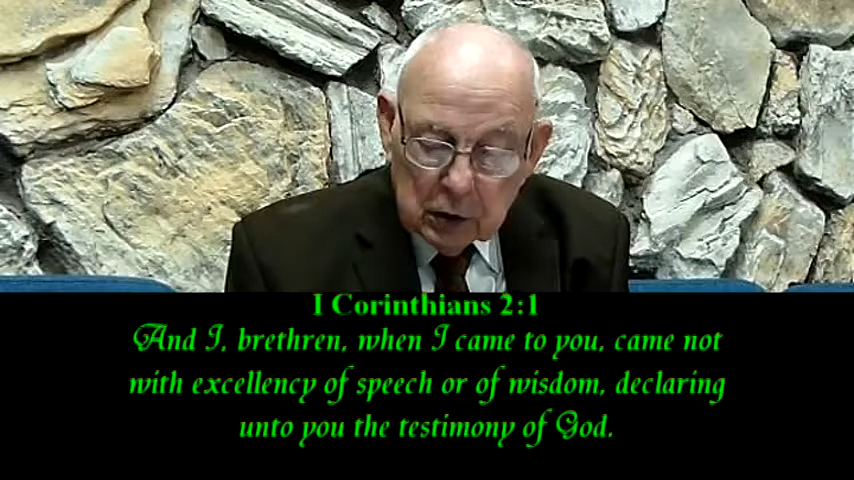 I Corinthians 2:1
And I, brethren, when I came to you, came not
with excellency of speech or of wisdom, declaring
unto you the testimony of God.